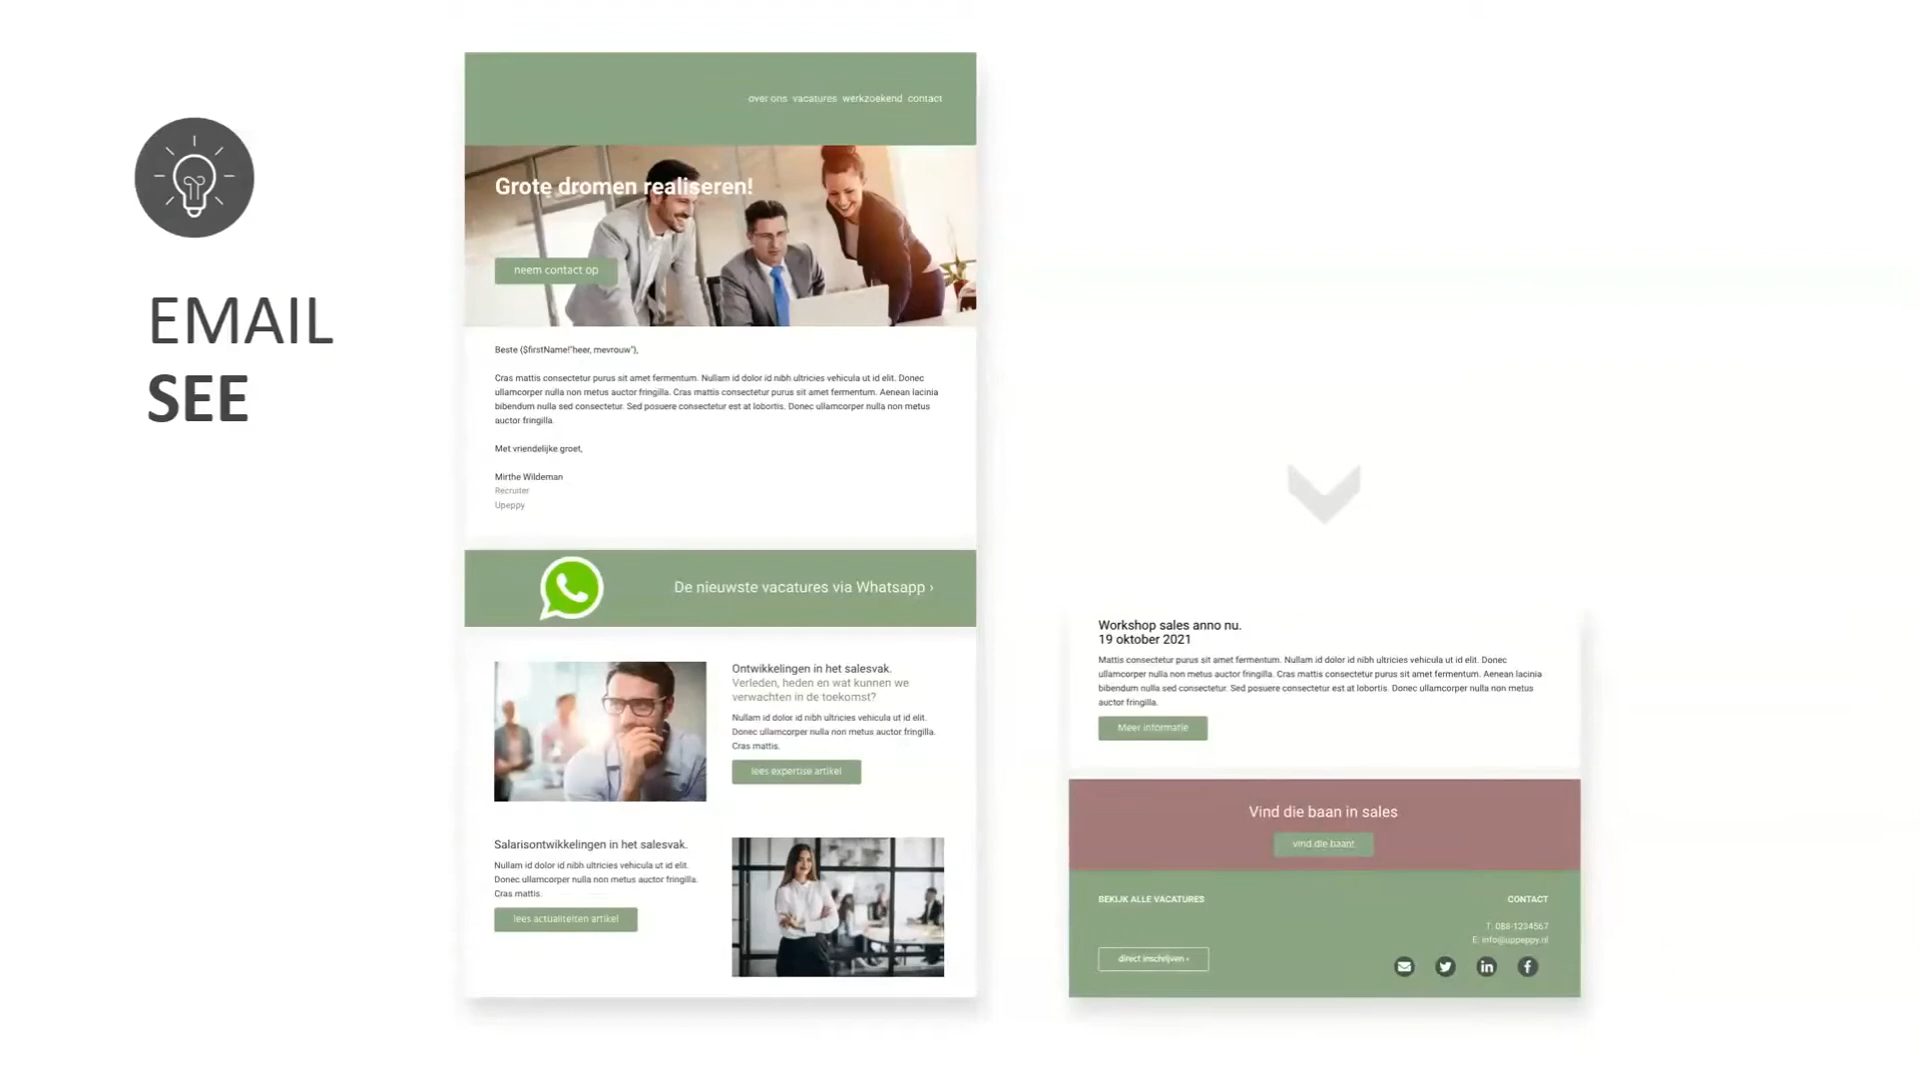 EMAIL
SEE
over ons vacatures werkzoekend contact
Grote dromen realiseren!
neem contact op
Beste ($firstName!"heer, mevrouw"),
Cras mattis consectetur purus sit amet fermentum. Nullam id dolor id nibh ultricies vehicula ut id elit. Donec
ullamcorper nulla non metus auctor fringilla. Cras mattis consectetur purus sit amet fermentum. Aenean lacinia
bibendum nulla sed consectetur. Sed posuere consectetur est at lobortis. Donec ullamcorper nulla non metus
auctor fringilla.
Met vriendelijke groet,
Mirthe Wildeman
Recruiter
Upeppy
De nieuwste vacatures via Whatsapp ›
Ontwikkelingen in het salesvak.
Verleden, heden en wat kunnen we
verwachten in de toekomst?
Nullam id dolor id nibh ultricies vehicula ut id elit.
Donec ullamcorper nulla non metus auctor fringilla.
Cras mattis.
lees expertise artikel
Salarisontwikkelingen in het salesvak.
Nullam id dolor id nibh ultricies vehicula ut id elit.
Donec ullamcorper nulla non metus auctor fringilla.
Cras mattis.
lees actualiteiten artikel
Workshop sales anno nu.
19 oktober 2021
Mattis consectetur purus sit amet fermentum. Nullam id dolor id nibh ultricies vehicula ut id elit. Donec
ullamcorper nulla non metus auctor fringilla. Cras mattis consectetur purus sit amet fermentum. Aenean lacinia
bibendum nulla sed consectetur. Sed posuere consectetur est at lobortis. Donec ullamcorper nulla non metus
auctor fringilla.
Meer informatie
Vind die baan in sales
vind die baan!
BEKIJK ALLE VACATURES
direct inschrijven ›
CONTACT
T: 088-1234567
E: info@uppeppy.nl